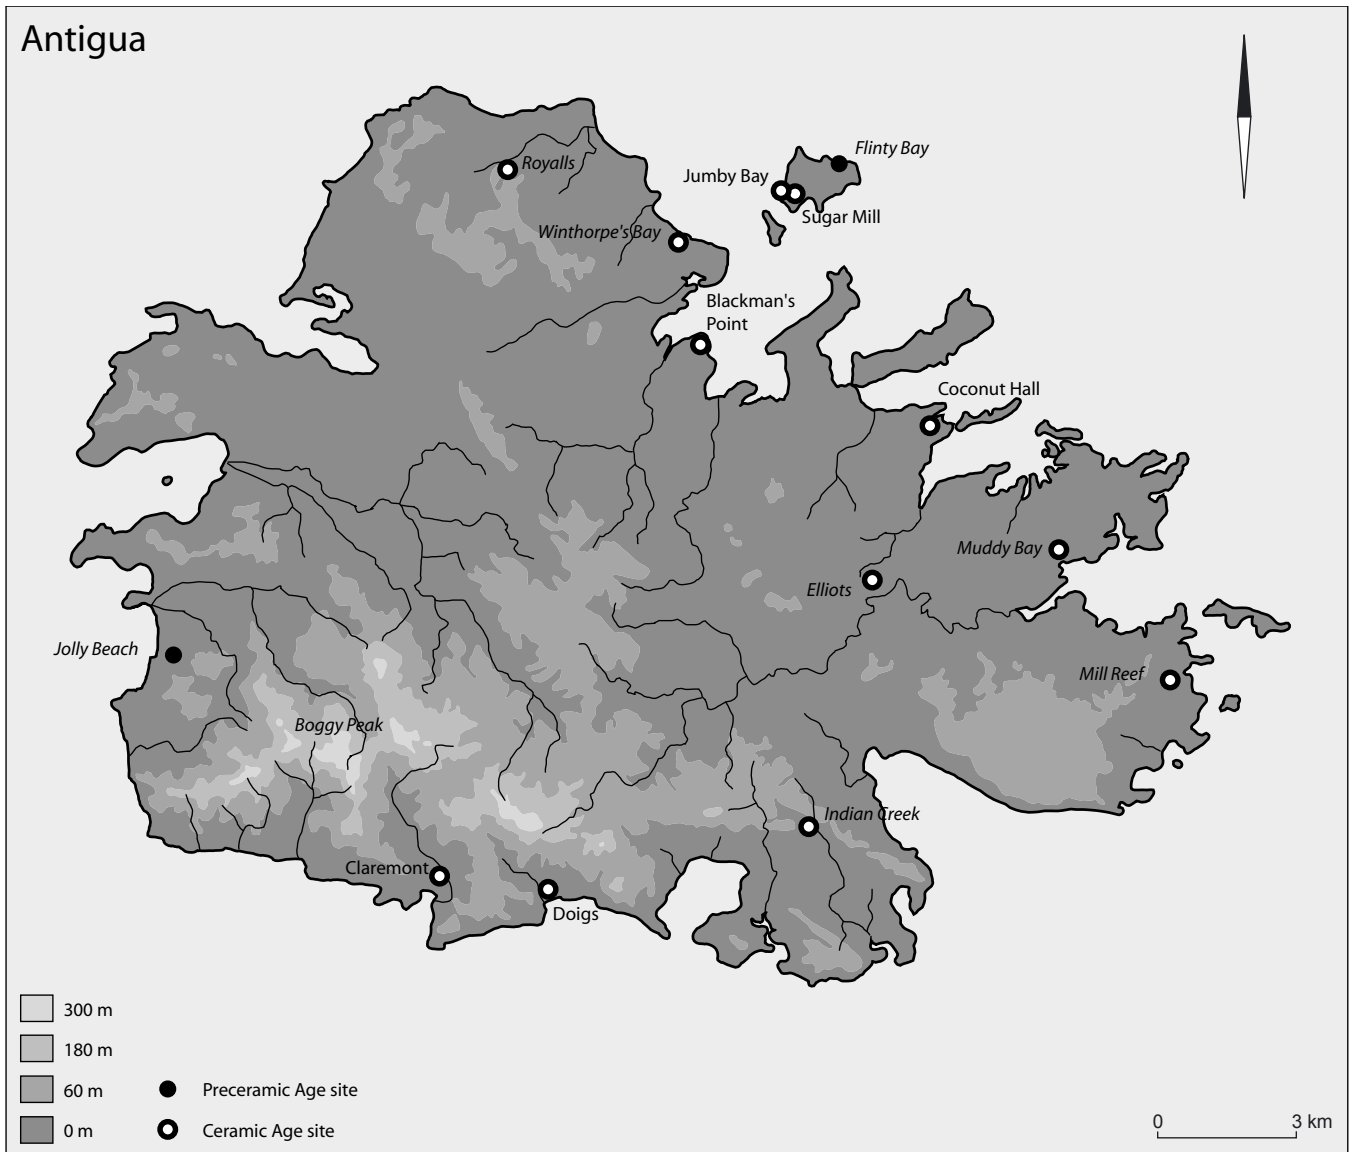 Antigua
Flinty Bay
Royalls
Jumby Bay
Sugar Mill
Winthorpe's Bay
Blackman's
Point
Coconut Hall
Muddy Bay
Elliots
Jolly Beach
Mill Reef
Boggy Peak
Indian Creek
Claremont
Doigs
300 m
180 m
60 m
Preceramic Age site
0 m
Ceramic Age site
0
3 km